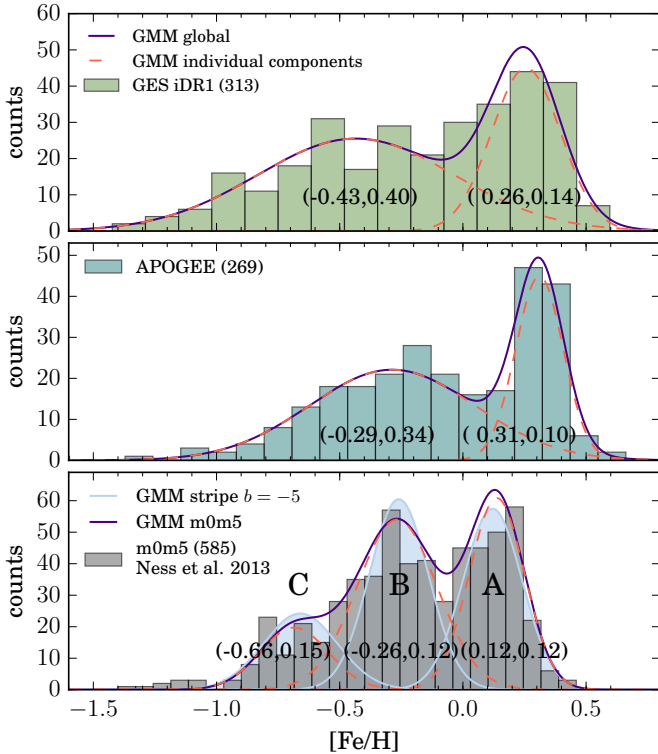 60
50
40
30
20
10
0
counts
GMM global
GMM individual components
GES iDR1 (313)
(-0.43,0.40)
( 0.26,0.14)
50
40
30
20
10
0
counts
APOGEE (269)
(-0.29,0.34)
( 0.31,0.10)
60
50
40
30
20
10
0
counts
GMM stripe b = −5
GMM m0m5
m0m5 (585)
Ness et al. 2013
C
B
A
(-0.66,0.15)
(-0.26,0.12)
(0.12,0.12)
−1.5
−1.0
−0.5
0.0
0.5
[Fe/H]